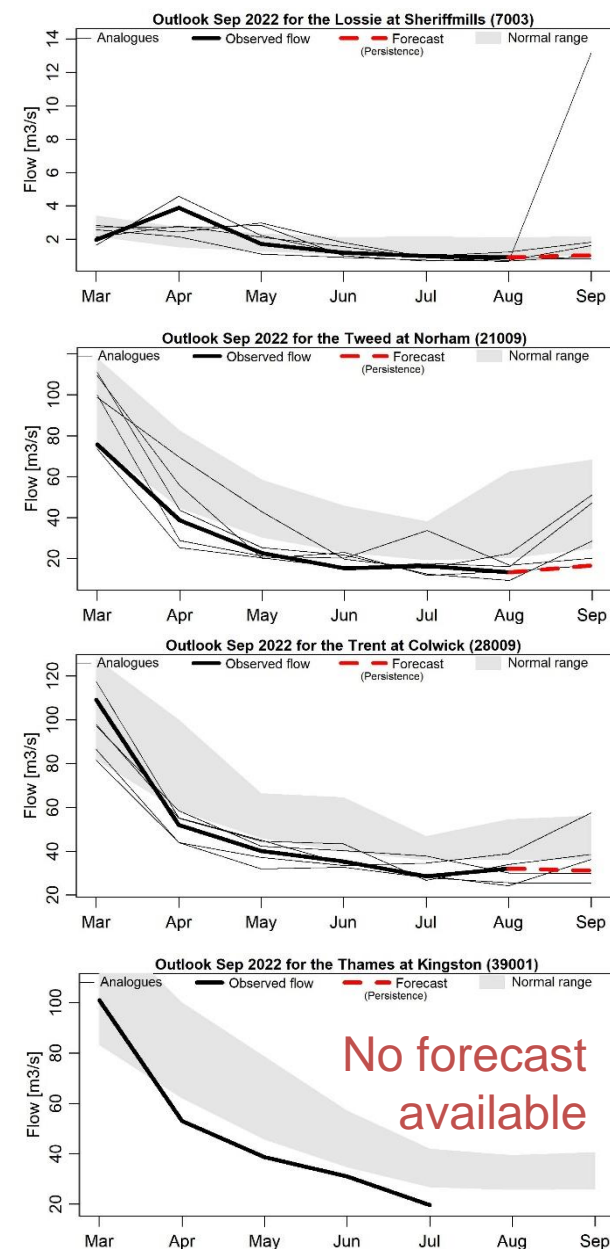 Outlook Sep 2022 for the Lossie at Sheriffmills (7003)
Analogues Observed flow Forecast Normal range
(Persistence)
Flow [m3/s]
14
12
10
8
6
4
2
Mar Apr May Jun Jul Aug Sep
Outlook Sep 2022 for the Tweed at Norham (21009)
Analogues Observed flow Forecast Normal range
(Persistence)
Flow [m3/s]
100
80
60
40
20
Mar Apr May Jun Jul Aug Sep
Outlook Sep 2022 for the Trent at Colwick (28009)
Analogues Observed flow Forecast Normal range
(Persistence)
Flow [m3/s]
120
100
80
60
40
20
Mar Apr May Jun Jul Aug Sep
Outlook Sep 2022 for the Thames at Kingston (39001)
Analogues Observed flow Forecast Normal range
(Persistence)
Flow [m3/s]
100
80
60
40
20
No forecast
available
Mar Apr May Jun Jul Aug Sep